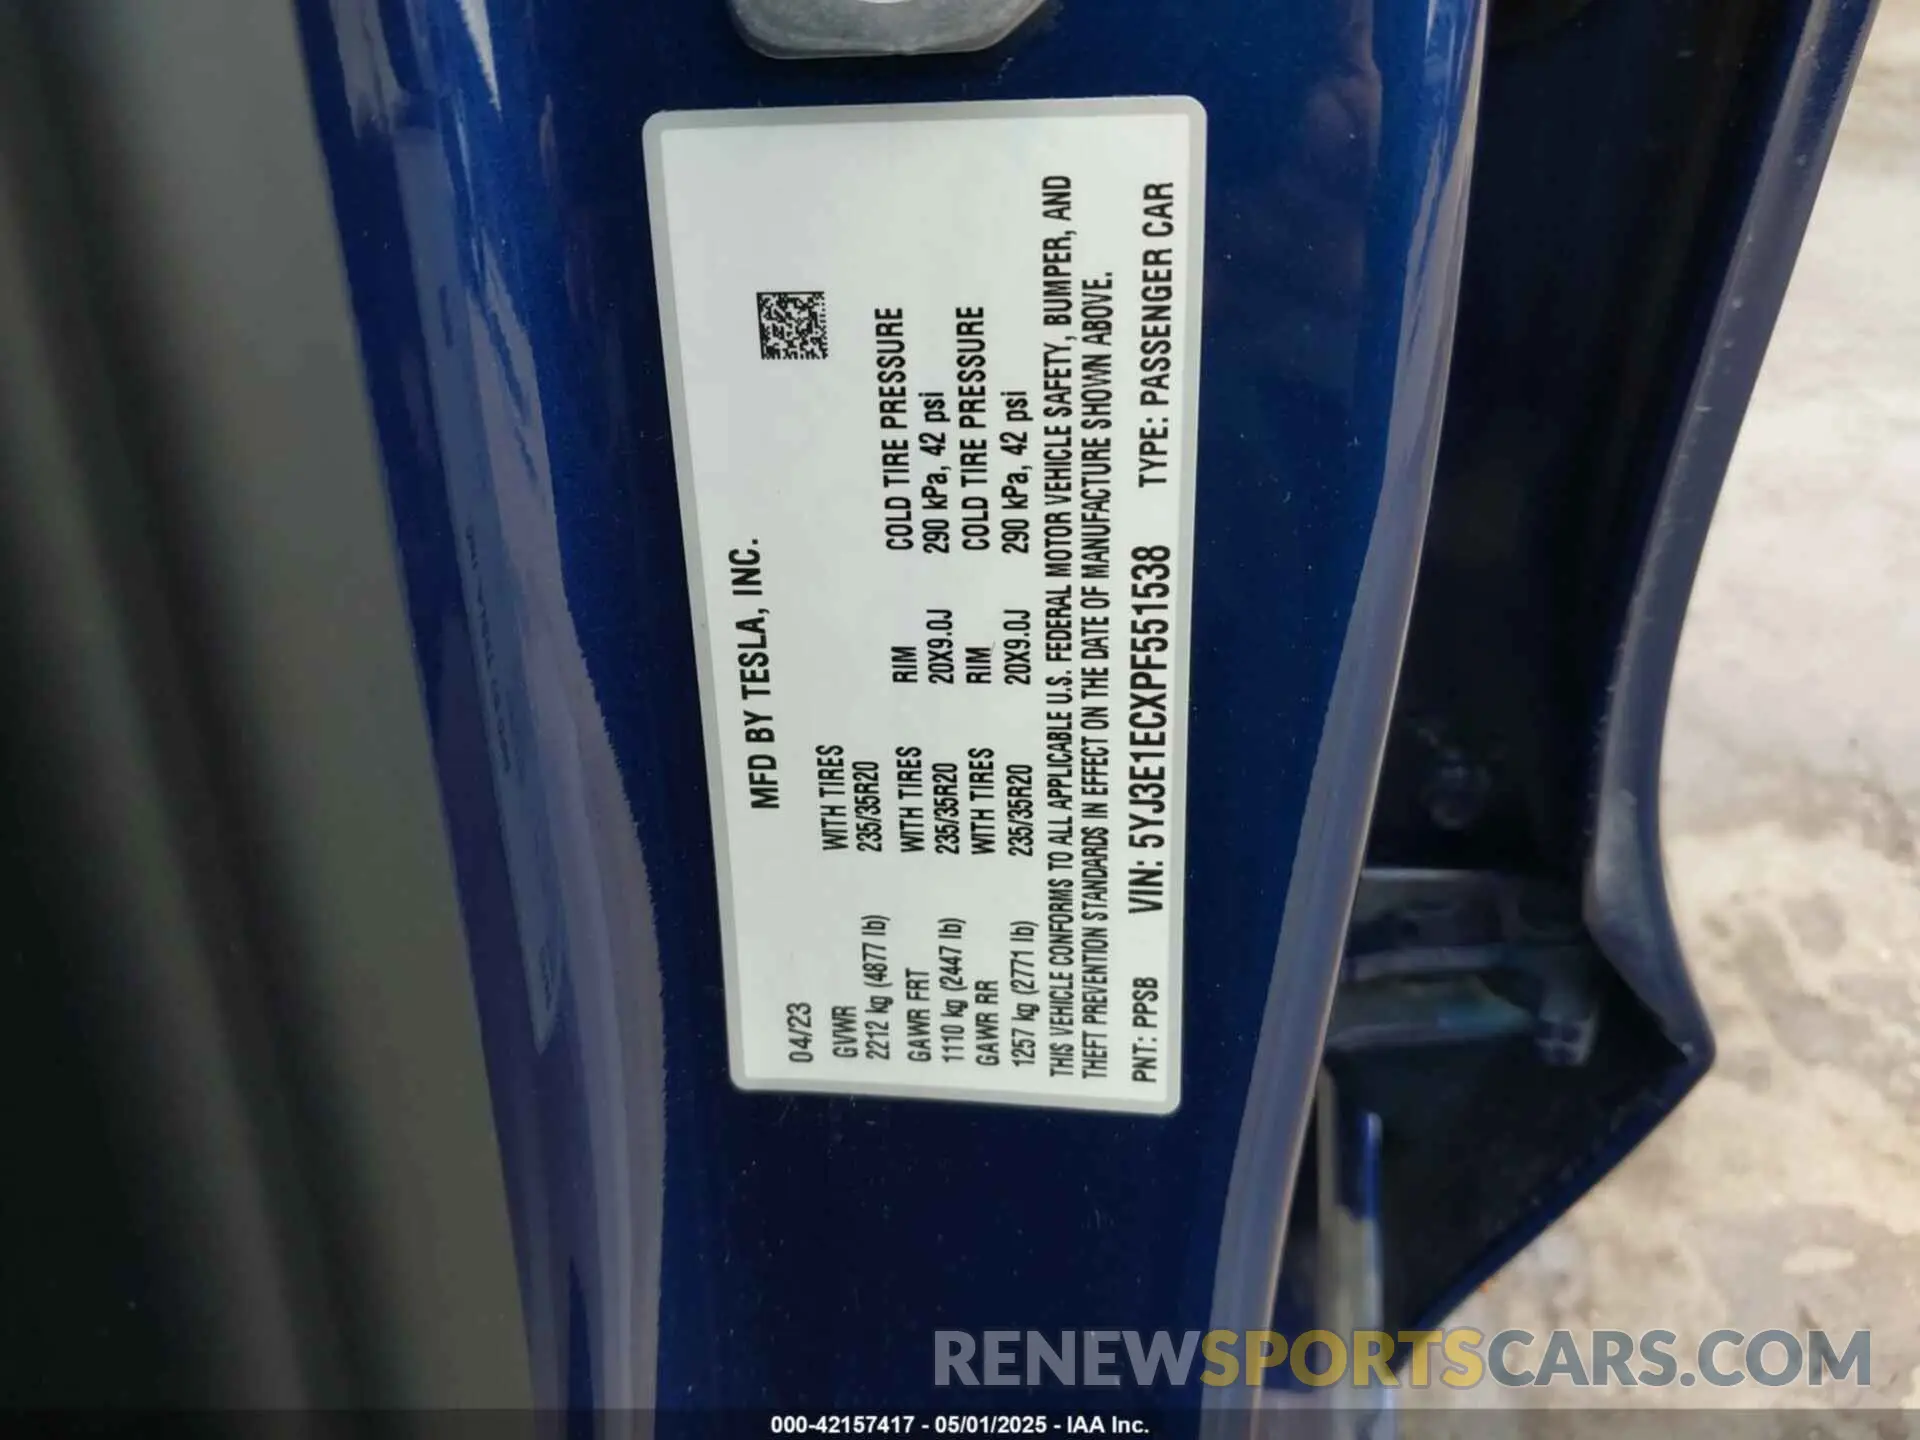 MFD BY TESLA, INC.
04/23
GVWR WITH TIRES
2212 kg (4877 lb) 235/35R20
GAWR FRT WITH TIRES RIM COLD TIRE PRESSURE
1110 kg (2447 lb) 235/35R20 20X9.0J 290 kPa, 42 psi
GAWR RR WITH TIRES RIM COLD TIRE PRESSURE
1257 kg (2771 lb) 235/35R20 20X9.0J 290 kPa, 42 psi
THIS VEHICLE CONFORMS TO ALL APPLICABLE U.S. FEDERAL MOTOR VEHICLE SAFETY, BUMPER, AND
THEFT PREVENTION STANDARDS IN EFFECT ON THE DATE OF MANUFACTURE SHOWN ABOVE.
PNT: PPSB VIN: 5YJ3E1ECXPF551538 TYPE: PASSENGER CAR
RENEWSPORTSCARS.COM
000-42157417 - 05/01/2025 - IAA Inc.